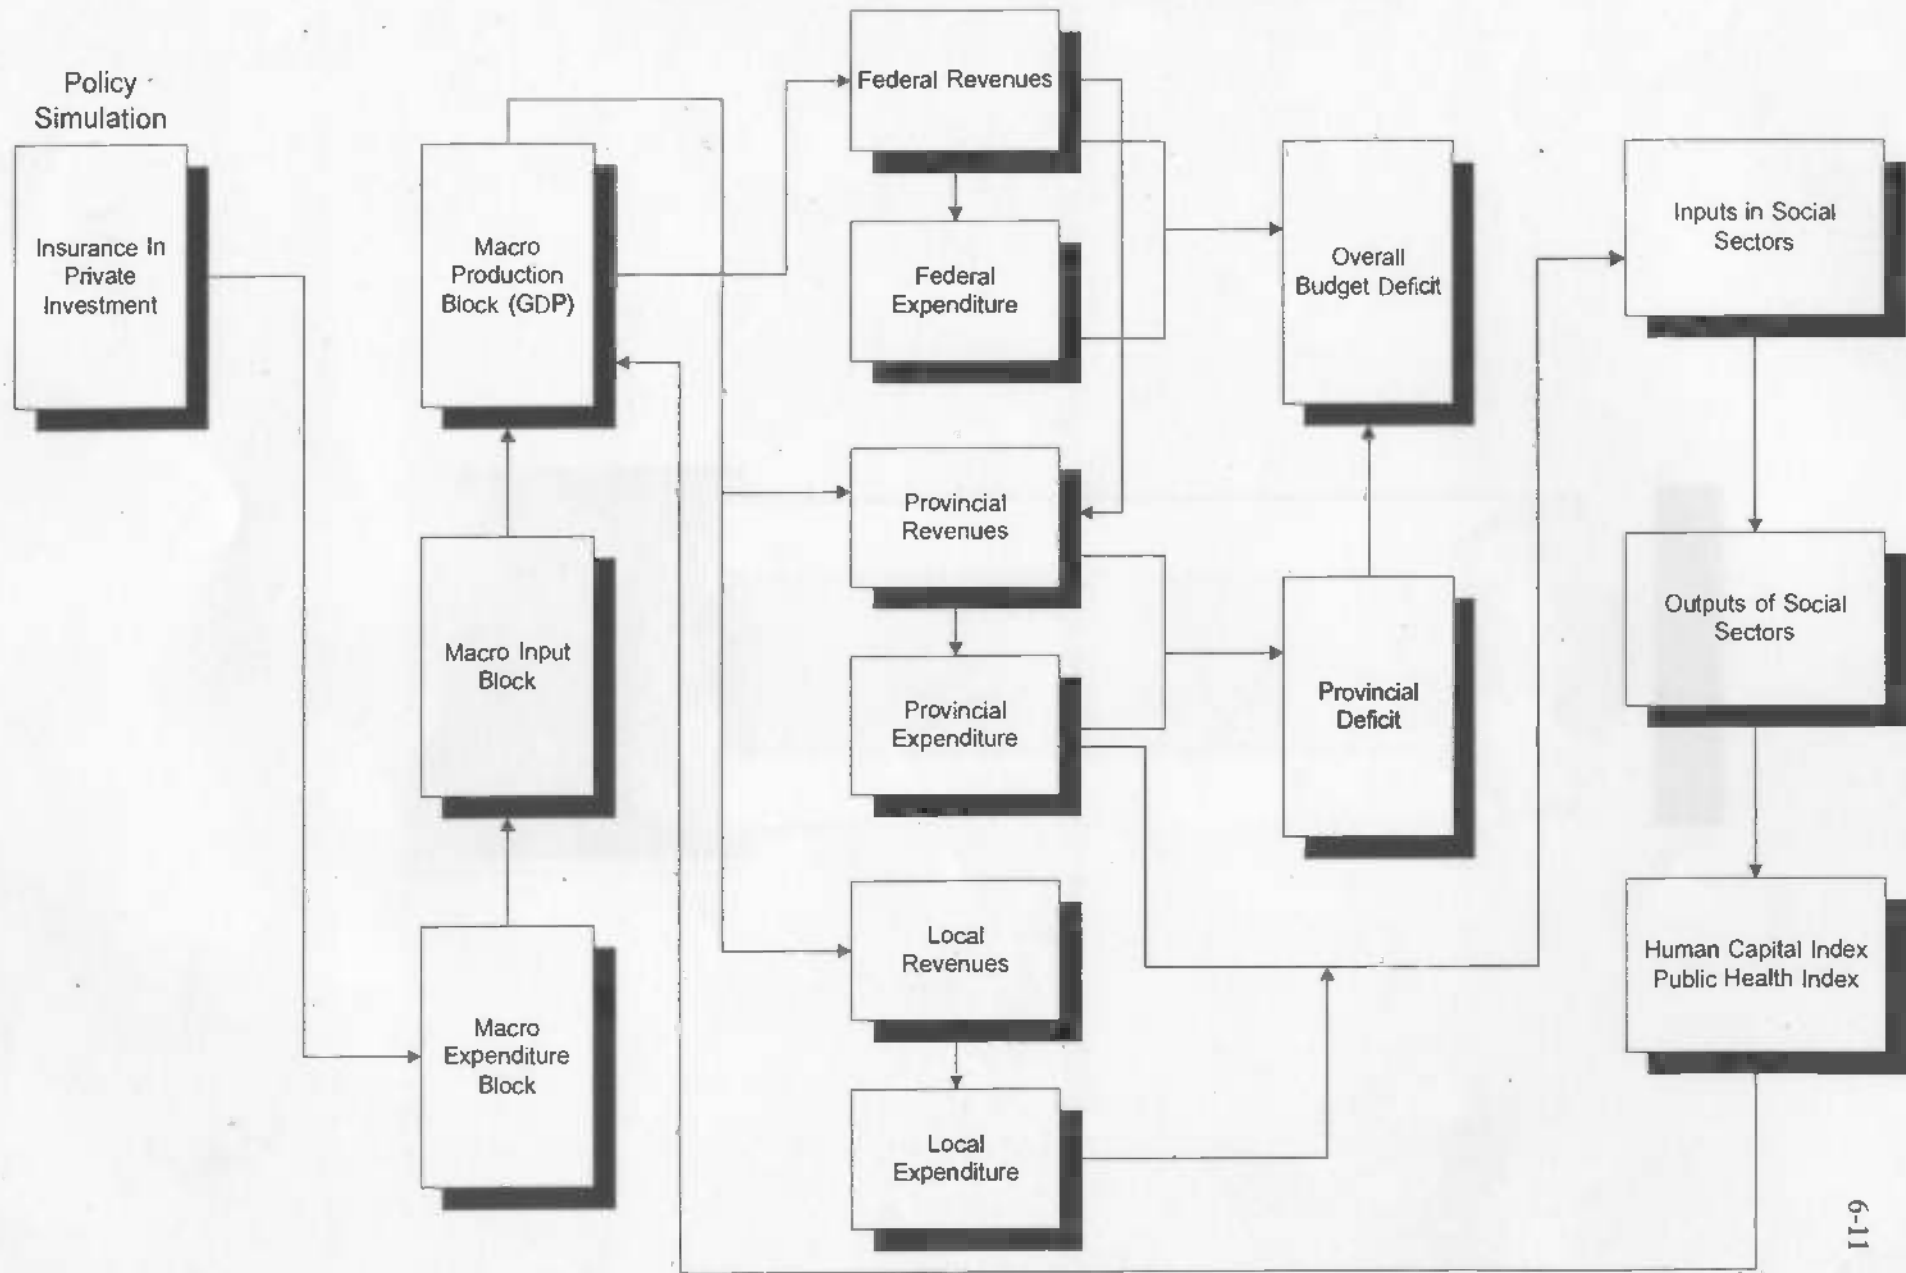 Policy
Simulation
Insurance In
Private
Investment
Macro
Production
Block (GDP)
Macro Input
Block
Macro
Expenditure
Block
Federal Revenues
Federal
Expenditure
Provincial
Revenues
Provincial
Expenditure
Local
Revenues
Local
Expenditure
Overall
Budget Deficit
Provincial
Deficit
Inputs in Social
Sectors
Outputs of Social
Sectors
Human Capital Index
Public Health Index
6-11